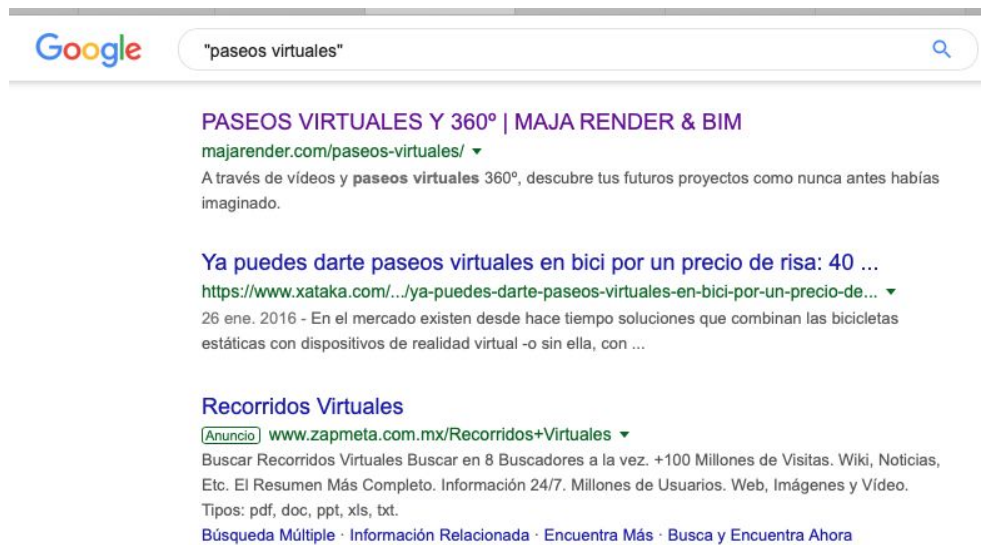 Google
"paseos virtuales"
PASEOS VIRTUALES Y 360º | MAJA RENDER & BIM
majarender.com/paseos-virtuales/
A través de vídeos y paseos virtuales 360º, descubre tus futuros proyectos como nunca antes habías
imaginado.
Ya puedes darte paseos virtuales en bici por un precio de risa: 40 ...
https://www.xataka.com/.../ya-puedes-darte-paseos-virtuales-en-bici-por-un-precio-de...
26 ene. 2016 - En el mercado existen desde hace tiempo soluciones que combinan las bicicletas
estáticas con dispositivos de realidad virtual -o sin ella, con ...
Recorridos Virtuales
Anuncio www.zapmeta.com.mx/Recorridos+Virtuales
Buscar Recorridos Virtuales Buscar en 8 Buscadores a la vez. +100 Millones de Visitas. Wiki, Noticias,
Etc. El Resumen Más Completo. Información 24/7. Millones de Usuarios. Web, Imágenes y Vídeo.
Tipos: pdf, doc, ppt, xls, txt.
Búsqueda Múltiple · Información Relacionada · Encuentra Más · Busca y Encuentra Ahora